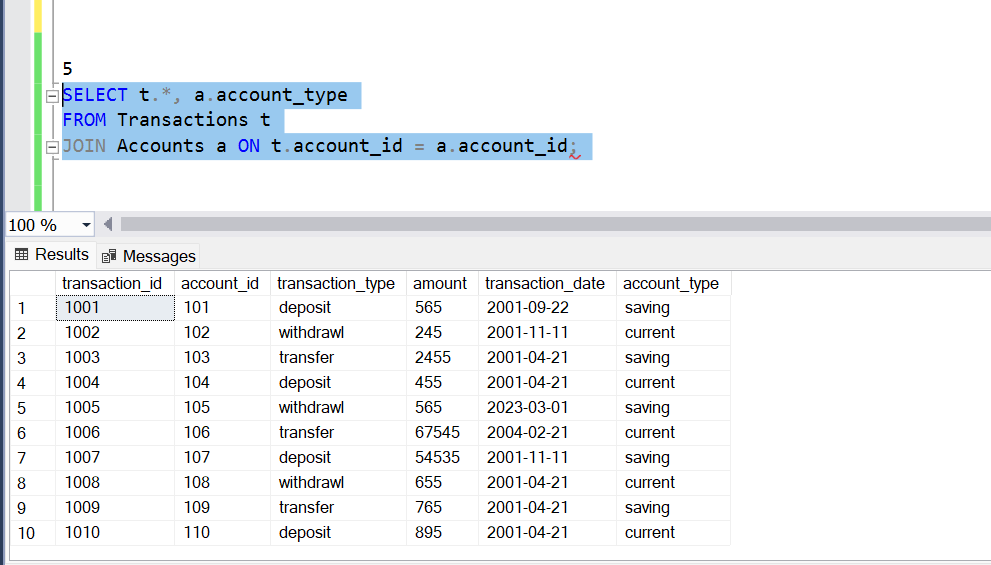 5
SELECT t.*, a.account_type
FROM Transactions t
JOIN Accounts a ON t.account_id = a.account_id;
100 %
Results Messages
transaction_id account_id transaction_type amount transaction_date account_type
1 1001 101 deposit 565 2001-09-22 saving
2 1002 102 withdrawl 245 2001-11-11 current
3 1003 103 transfer 2455 2001-04-21 saving
4 1004 104 deposit 455 2001-04-21 current
5 1005 105 withdrawl 565 2023-03-01 saving
6 1006 106 transfer 67545 2004-02-21 current
7 1007 107 deposit 54535 2001-11-11 saving
8 1008 108 withdrawl 655 2001-04-21 current
9 1009 109 transfer 765 2001-04-21 saving
10 1010 110 deposit 895 2001-04-21 current